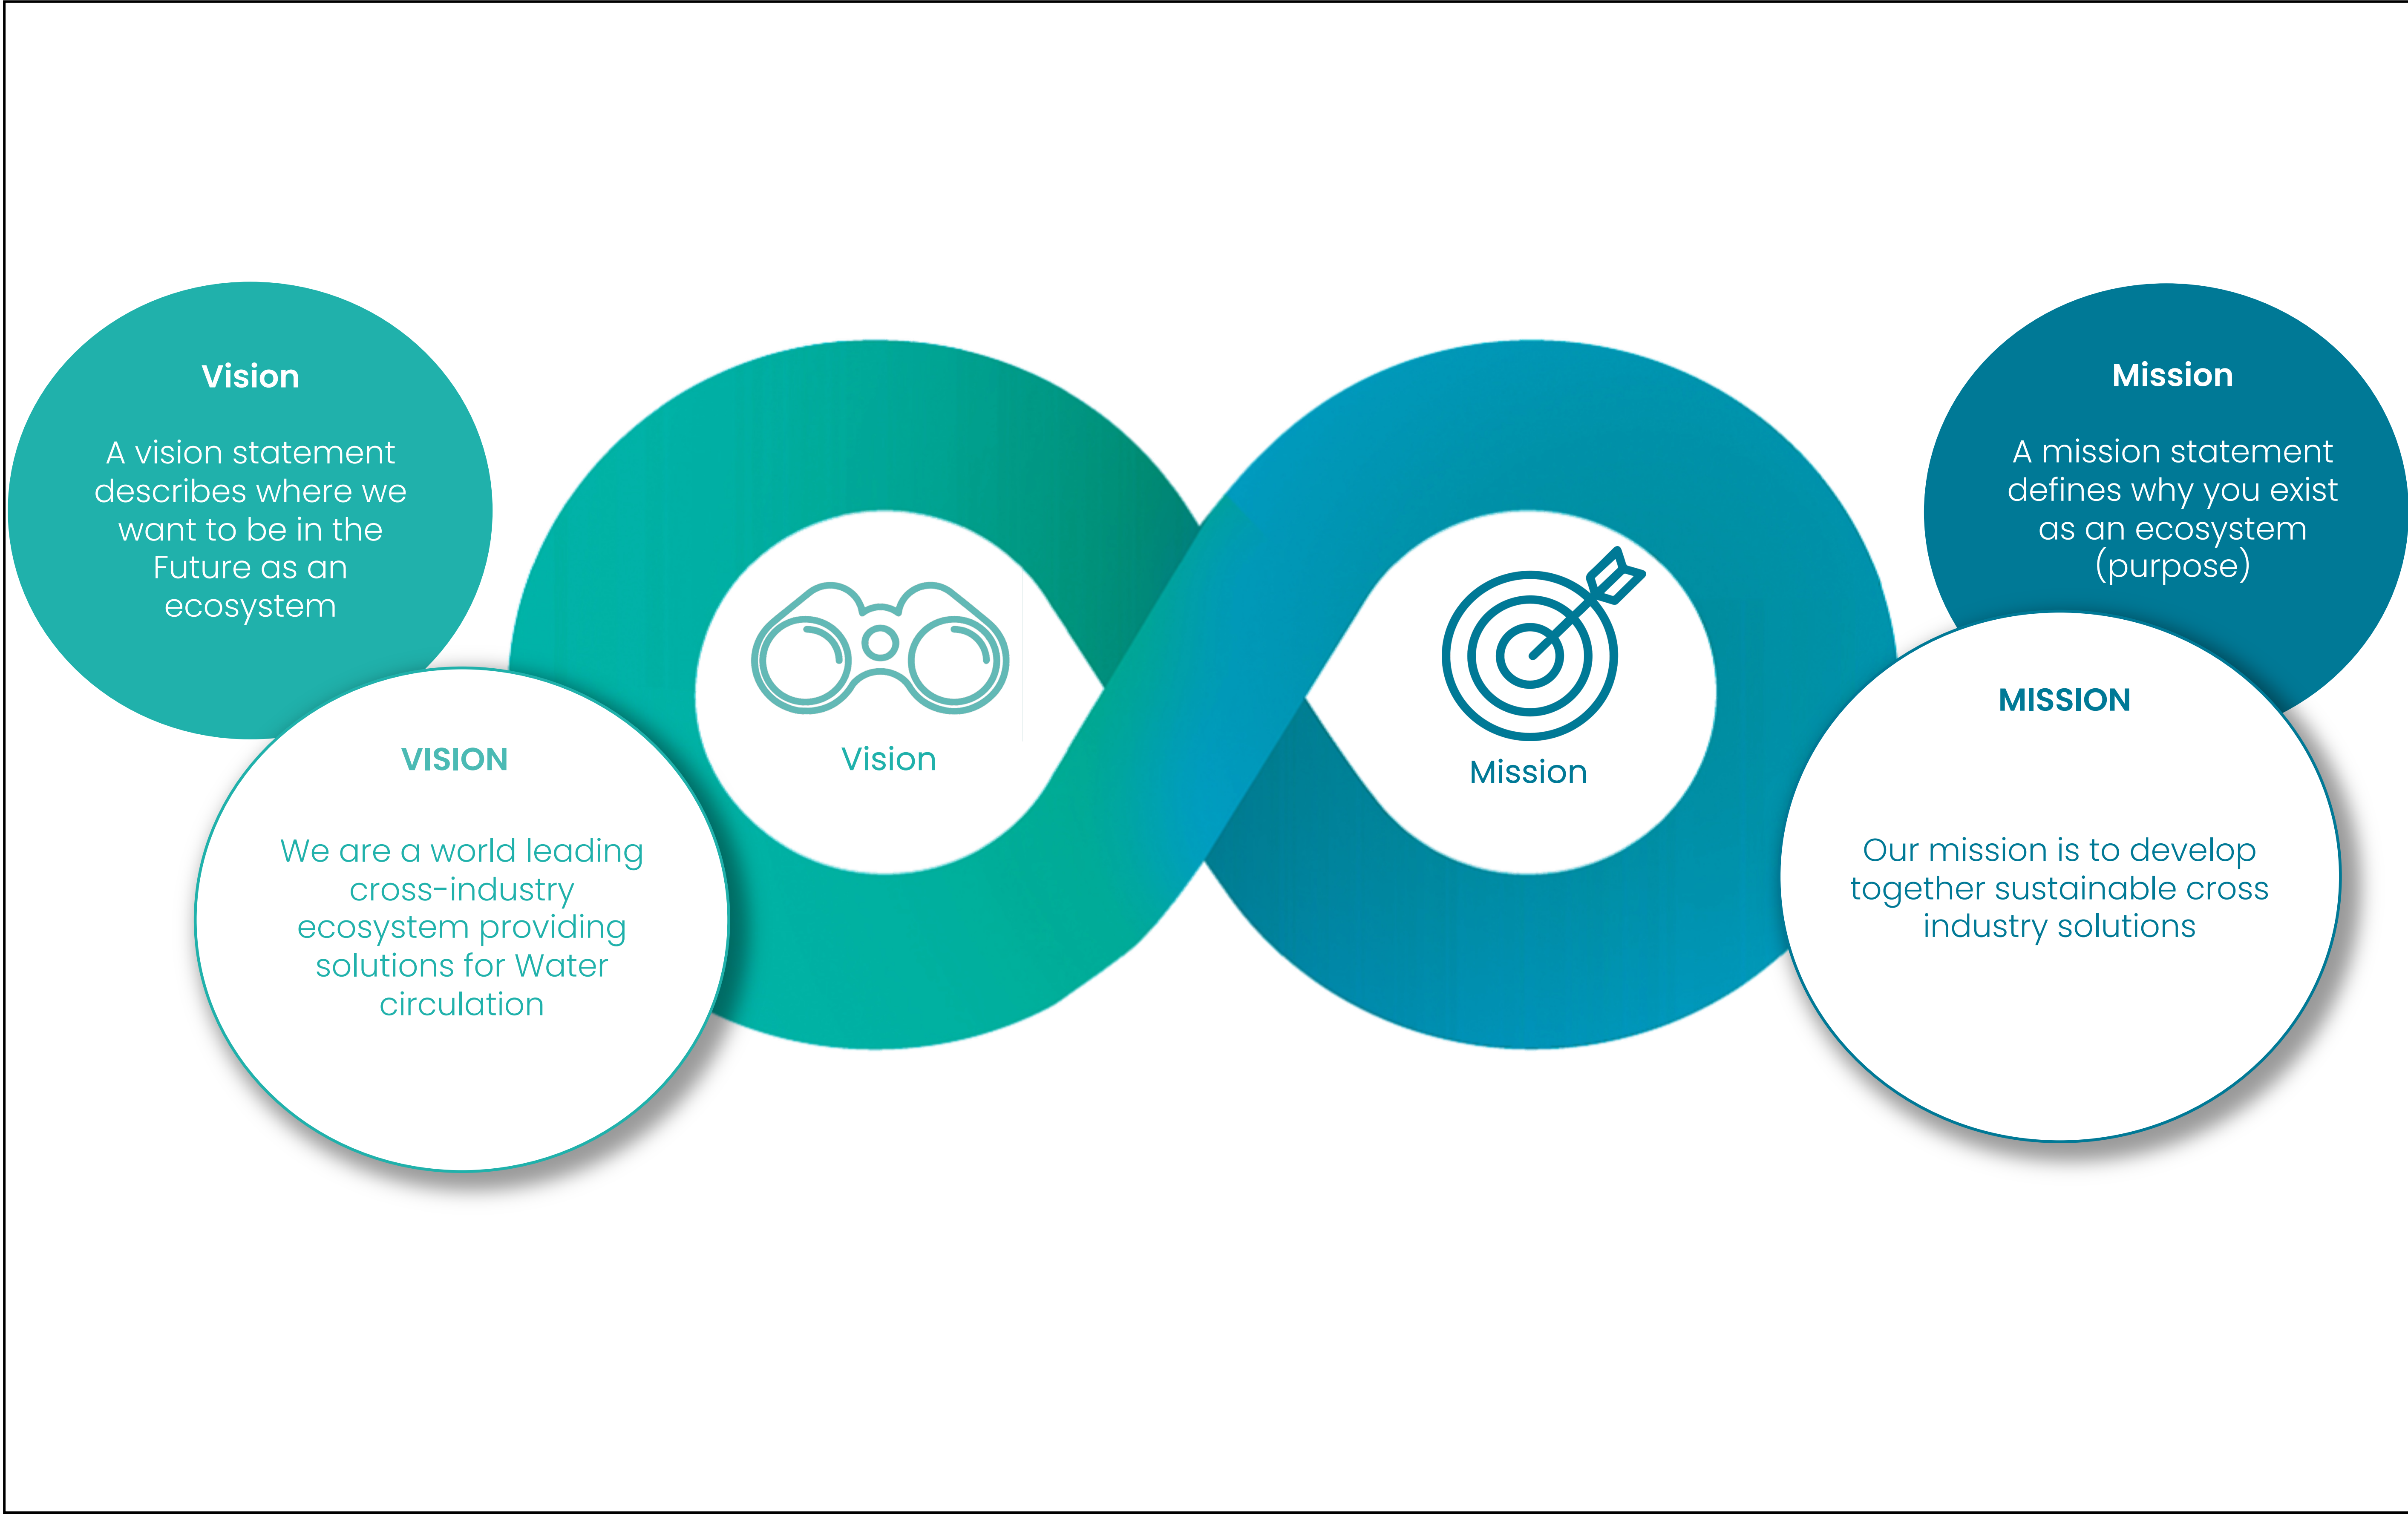 Vision
A vision statement
describes where we
want to be in the
Future as an
ecosystem
VISION
We are a world leading
cross-industry
ecosystem providing
solutions for Water
circulation
Vision
Mission
Mission
A mission statement
defines why you exist
as an ecosystem
(purpose)
MISSION
Our mission is to develop
together sustainable cross
industry solutions